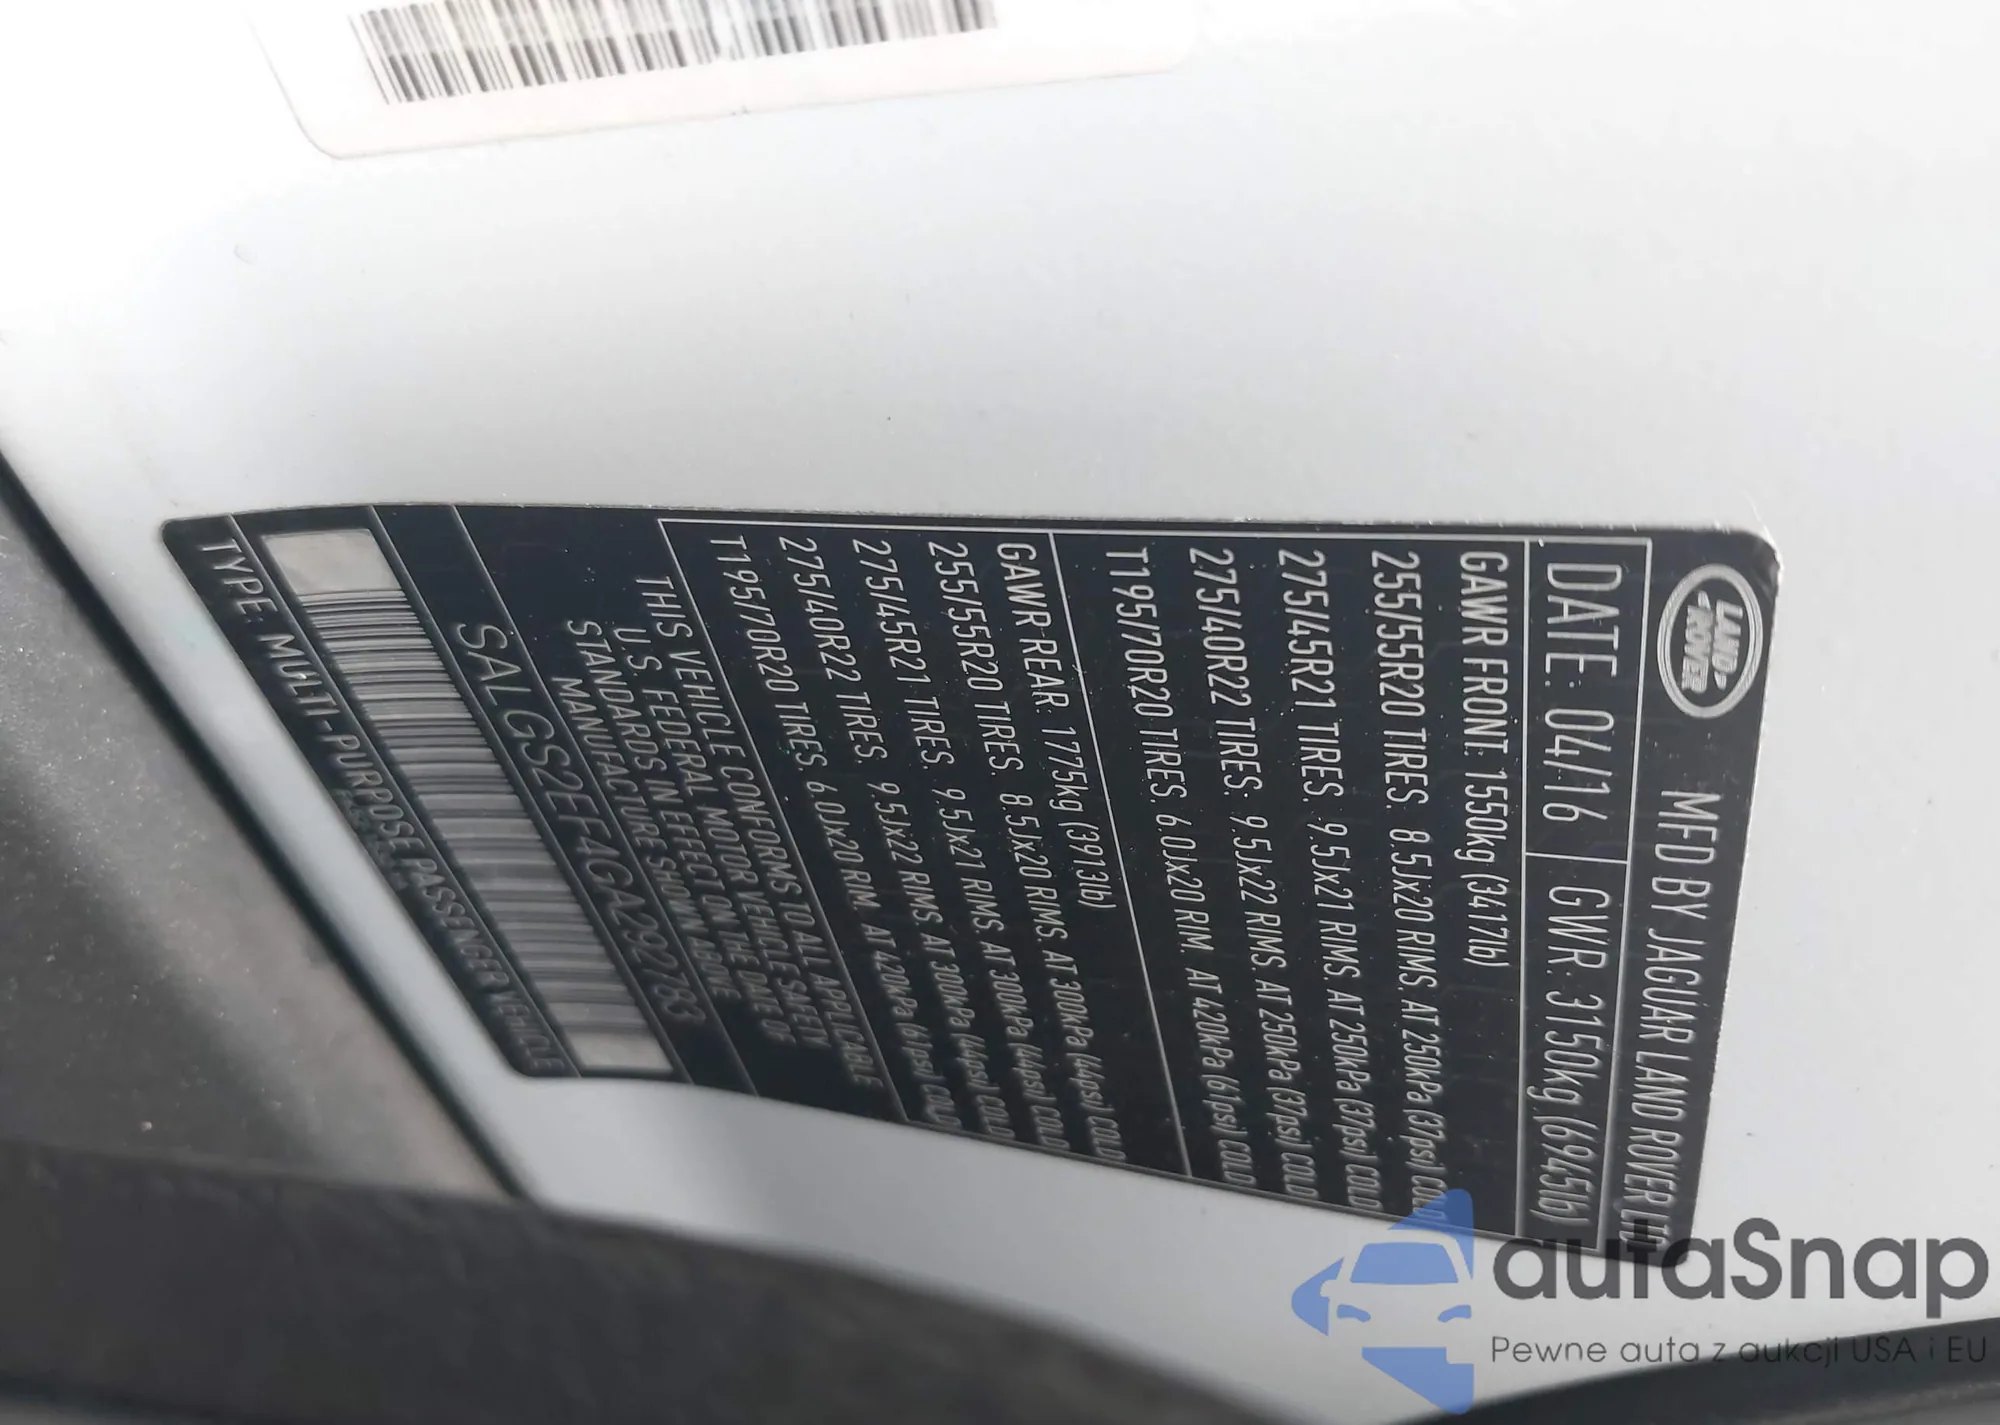 LAND-
-ROVER
MFD BY JAGUAR LAND ROVER LTD
DATE: 04/16 GWR: 3150kg (6945lb)
GAWR FRONT: 1550kg (3417lb)
255/55R20 TIRES. 8.5Jx20 RIMS. AT 250kPa (37psi) COLD
275/45R21 TIRES. 9.5Jx21 RIMS. AT 250kPa (37psi) COLD
275/40R22 TIRES: 9.5Jx22 RIMS. AT 250kPa (37psi) COLD
T195/70R20 TIRES. 6.0Jx20 RIM. AT 420kPa (61psi) COLD
GAWR REAR: 1775kg (3913lb)
255/55R20 TIRES. 8.5Jx20 RIMS. AT 300kPa (44psi) COLD
275/45R21 TIRES. 9.5Jx21 RIMS. AT 300kPa (44psi) COLD
275/40R22 TIRES. 9.5Jx22 RIMS. AT 300kPa (44psi) COLD
T195/70R20 TIRES. 6.0Jx20 RIM. AT 420kPa (61psi) COLD
THIS VEHICLE CONFORMS TO ALL APPLICABLE
U.S. FEDERAL MOTOR VEHICLE SAFETY
STANDARDS IN EFFECT ON THE DATE OF
MANUFACTURE SHOWN ABOVE
SALGS2EF4GA292783
TYPE: MULTI-PURPOSE PASSENGER VEHICLE
autaSnap
Pewne auta z aukcji USA i EU